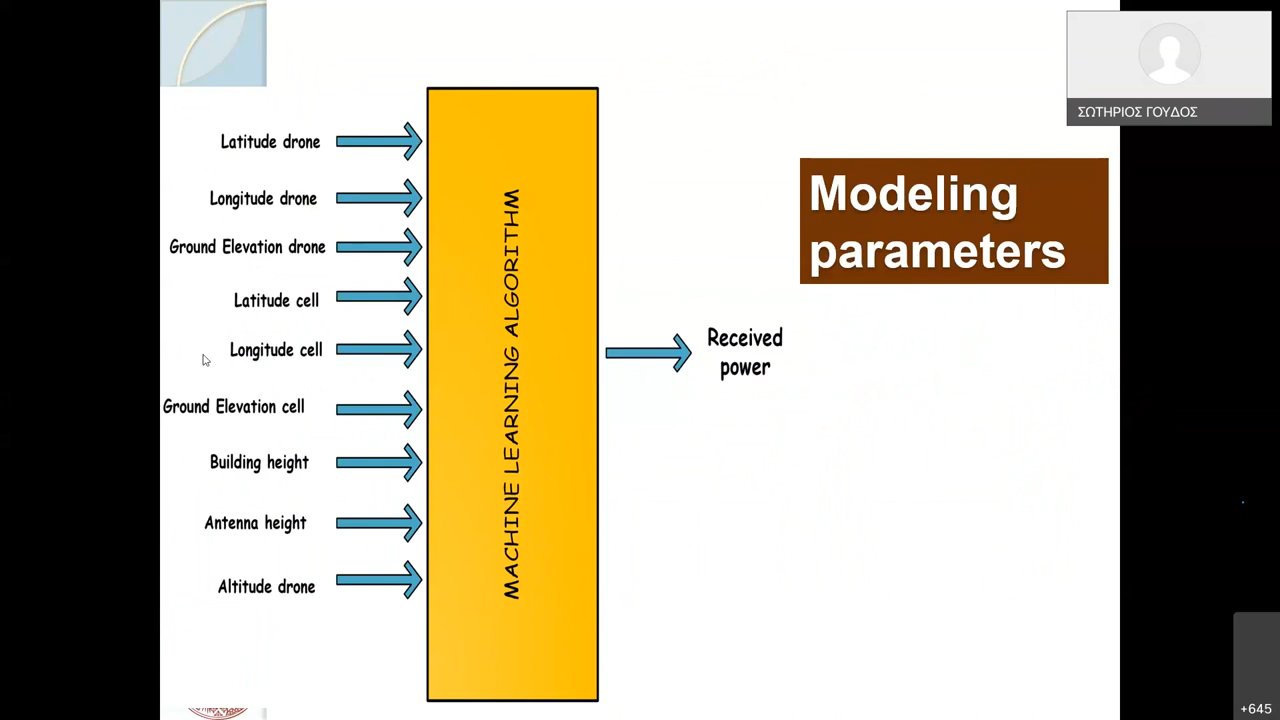 ΣΩΤΗΡΙΟΣ ΓΟΥΔΟΣ
Modeling
parameters
Latitude drone
Longitude drone
Ground Elevation drone
Latitude cell
Longitude cell
Ground Elevation cell
Building height
Antenna height
Altitude drone
MACHINE LEARNING ALGORITHM
Received
power
+645